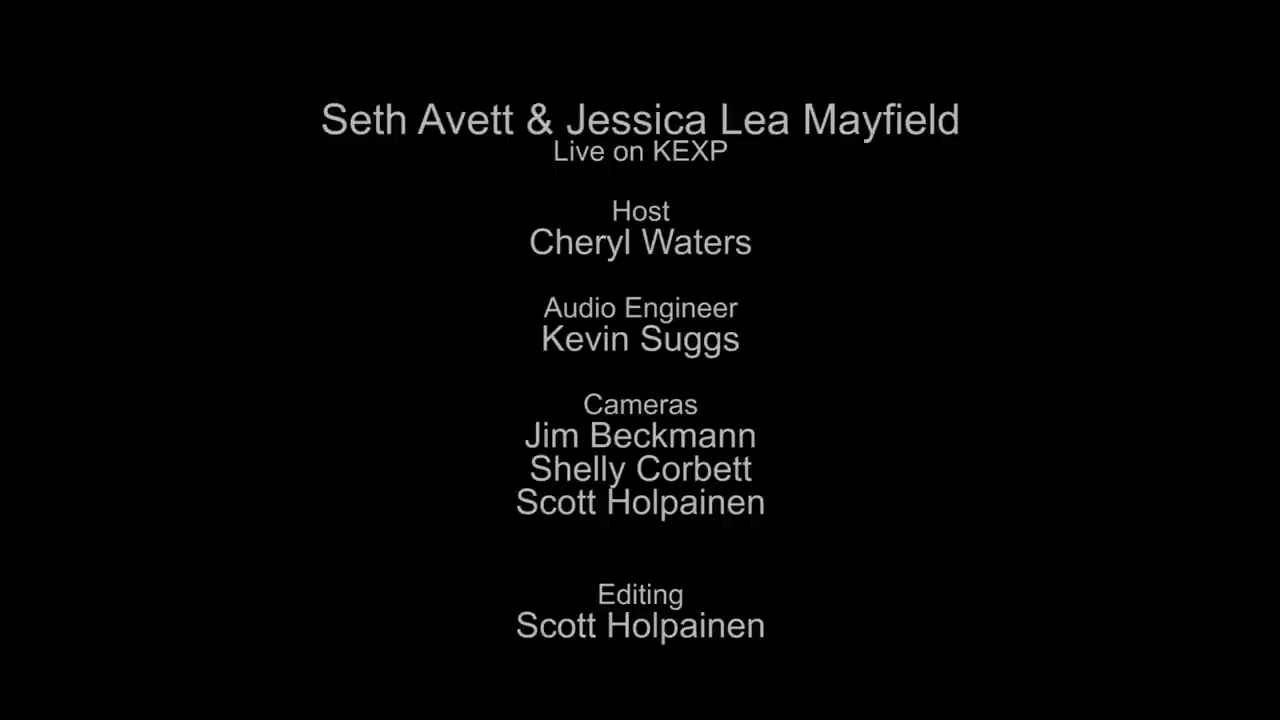 Seth Avett & Jessica Lea Mayfield
Live on KEXP
Host
Cheryl Waters
Audio Engineer
Kevin Suggs
Cameras
Jim Beckmann
Shelly Corbett
Scott Holpainen
Editing
Scott Holpainen